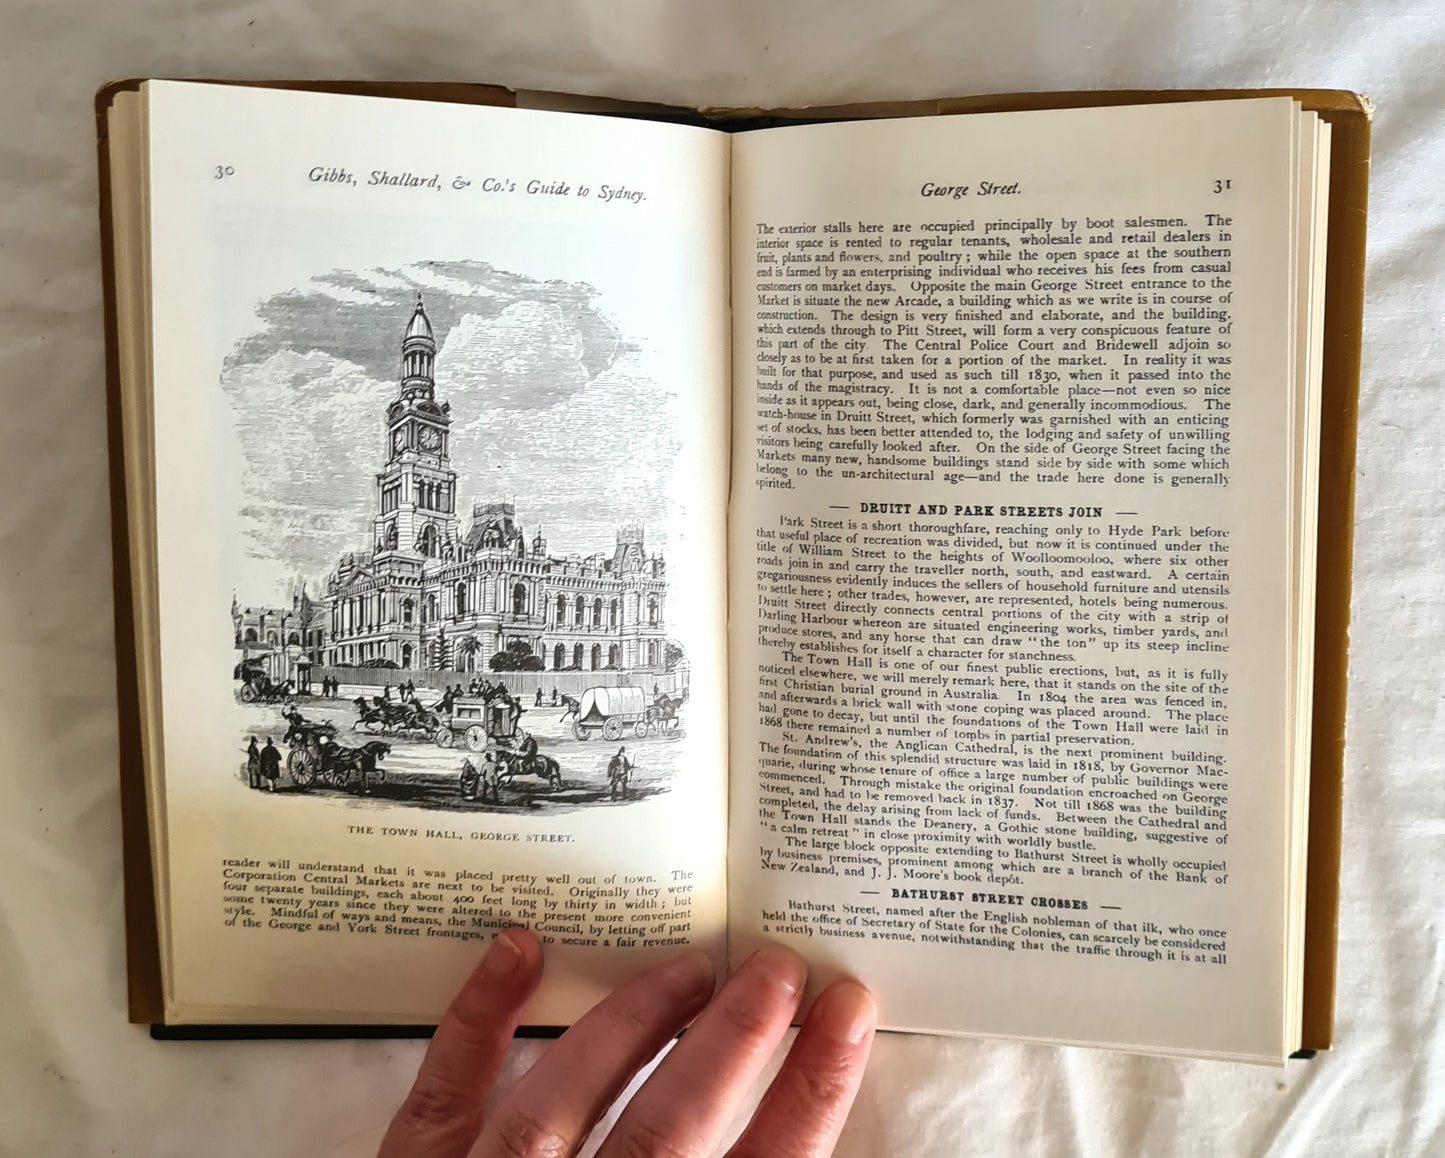 30
Gibbs, Shallard, & Co.'s Guide to Sydney.
THE TOWN HALL, GEORGE STREET.
reader will understand that it was placed pretty well out of town. The
Corporation Central Markets are next to be visited. Originally they were
four separate buildings, each about 400 feet long by thirty in width; but
some twenty years since they were altered to the present more convenient
style. Mindful of ways and means, the Municipal Council, by letting off part
of the George and York Street frontages, to secure a fair revenue.
George Street.
31
The exterior stalls here are occupied principally by boot salesmen. The
interior space is rented to regular tenants, wholesale and retail dealers in
fruit, plants and flowers, and poultry; while the open space at the southern
end is farmed by an enterprising individual who receives his fees from casual
customers on market days. Opposite the main George Street entrance to the
Market is situate the new Arcade, a building which as we write is in course of
construction. The design is very finished and elaborate, and the building,
which extends through to Pitt Street, will form a very conspicuous feature of
this part of the city. The Central Police Court and Bridewell adjoin so
closely as to be at first taken for a portion of the market. In reality it was
built for that purpose, and used as such till 1830, when it passed into the
hands of the magistracy. It is not a comfortable place—not even so nice
inside as it appears out, being close, dark, and generally incommodious. The
watch-house in Druitt Street, which formerly was garnished with an enticing
set of stocks, has been better attended to, the lodging and safety of unwilling
visitors being carefully looked after. On the side of George Street facing the
Markets many new, handsome buildings stand side by side with some which
belong to the un-architectural age—and the trade here done is generally
spirited.
— DRUITT AND PARK STREETS JOIN —
Park Street is a short thoroughfare, reaching only to Hyde Park before
that useful place of recreation was divided, but now it is continued under the
title of William Street to the heights of Woolloomooloo, where six other
roads join in and carry the traveller north, south, and eastward. A certain
gregariousness evidently induces the sellers of household furniture and utensils
to settle here; other trades, however, are represented, hotels being numerous.
Druitt Street directly connects central portions of the city with a strip of
Darling Harbour whereon are situated engineering works, timber yards, and
produce stores, and any horse that can draw "the ton" up its steep incline
thereby establishes for itself a character for stanchness.
The Town Hall is one of our finest public erections, but, as it is fully
noticed elsewhere, we will merely remark here, that it stands on the site of the
first Christian burial ground in Australia. In 1804 the area was fenced in,
and afterwards a brick wall with stone coping was placed around. The place
had gone to decay, but until the foundations of the Town Hall were laid in
1868 there remained a number of tombs in partial preservation.
St. Andrew's, the Anglican Cathedral, is the next prominent building.
The foundation of this splendid structure was laid in 1818, by Governor Mac-
quarie, during whose tenure of office a large number of public buildings were
commenced. Through mistake the original foundation encroached on George
Street, and had to be removed back in 1837. Not till 1868 was the building
completed, the delay arising from lack of funds. Between the Cathedral and
the Town Hall stands the Deanery, a Gothic stone building, suggestive of
"a calm retreat" in close proximity with worldly bustle.
The large block opposite extending to Bathurst Street is wholly occupied
by business premises, prominent among which are a branch of the Bank of
New Zealand, and J. J. Moore's book depôt.
— BATHURST STREET CROSSES —
Bathurst Street, named after the English nobleman of that ilk, who once
held the office of Secretary of State for the Colonies, can scarcely be considered
a strictly business avenue, notwithstanding that the traffic through it is at all